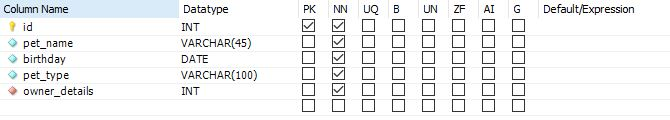 Column Name Datatype PK NN UQ B UN ZF AI G Default/Expression
id INT
pet_name VARCHAR(45)
birthday DATE
pet_type VARCHAR(100)
owner_details INT